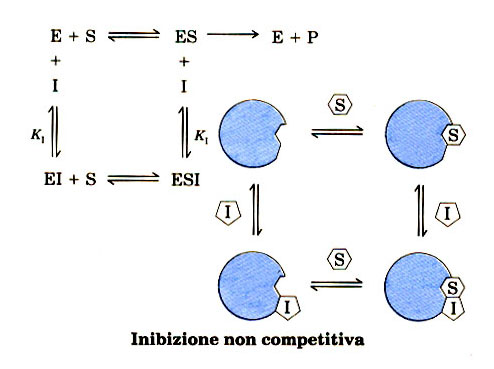 E + S ⇌ ES ⟶ E + P
+ +
I I
K_I K_I
EI + S ⇌ ESI
S
S
I I
S
S
I I
Inibizione non competitiva